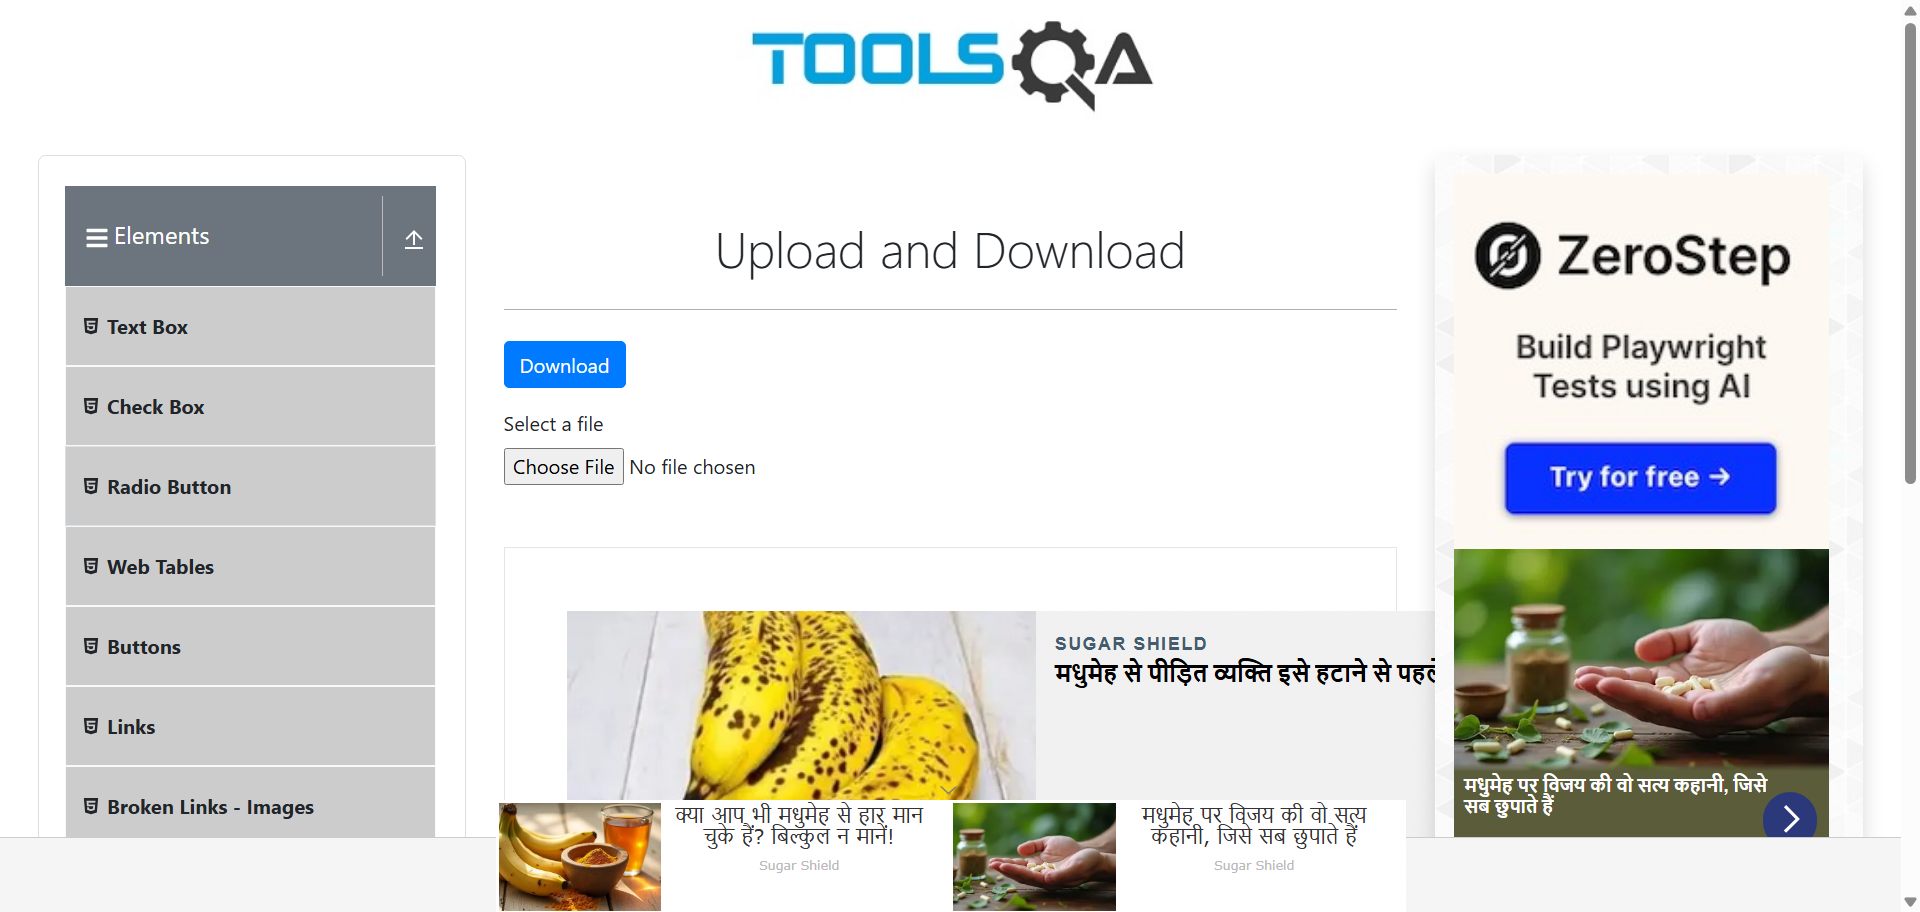 TOOLSQA
Elements
Text Box
Check Box
Radio Button
Web Tables
Buttons
Links
Broken Links - Images
Upload and Download
Download
Select a file
Choose File No file chosen
SUGAR SHIELD
मधुमेह से पीड़ित व्यक्ति इसे हटाने से पहले
क्या आप भी मधुमेह से हार मान
चुके हैं? बिल्कुल न मानें!
Sugar Shield
मधुमेह पर विजय की वो सत्य
कहानी, जिसे सब छुपाते हैं
Sugar Shield
ZeroStep
Build Playwright
Tests using AI
Try for free →
मधुमेह पर विजय की वो सत्य कहानी, जिसे
सब छुपाते हैं